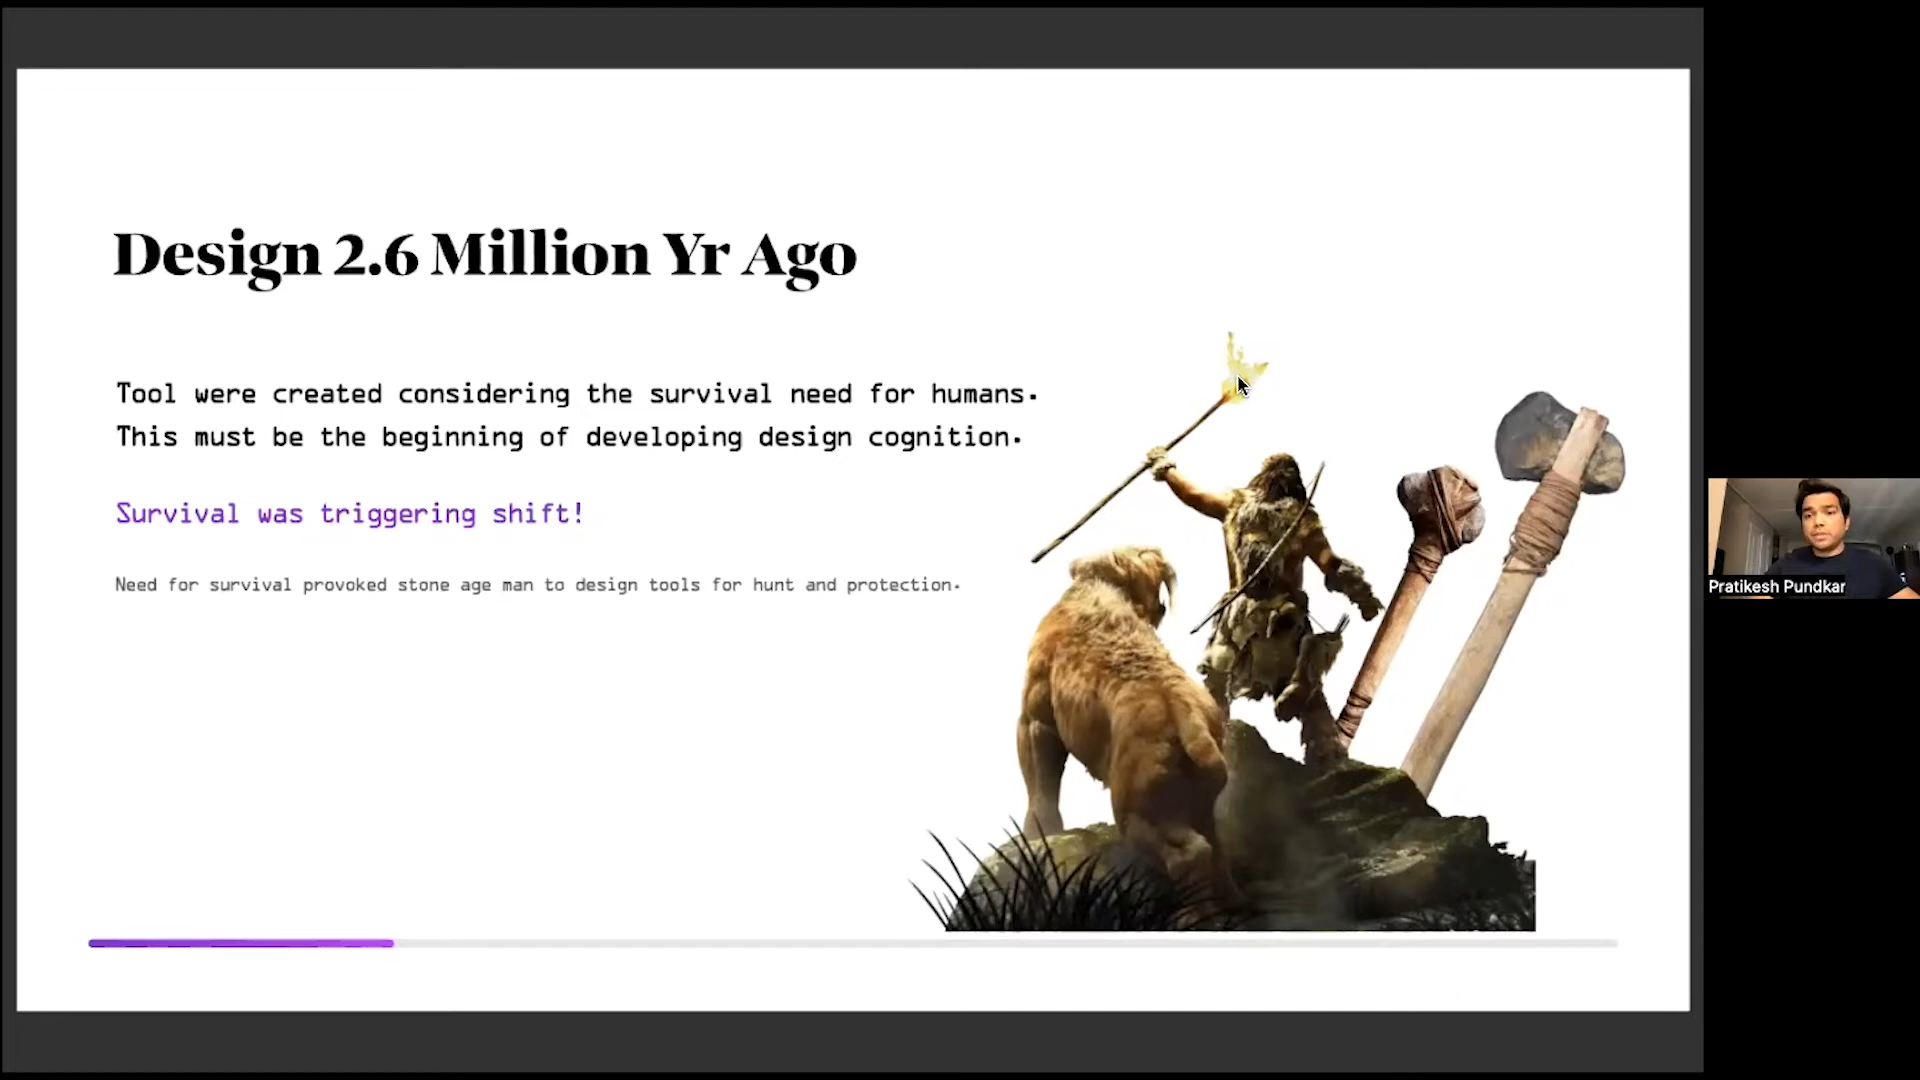 Design 2.6 Million Yr Ago
Tool were created considering the survival need for humans.
This must be the beginning of developing design cognition.
Survival was triggering shift!
Need for survival provoked stone age man to design tools for hunt and protection.
Pratikesh Pundkar